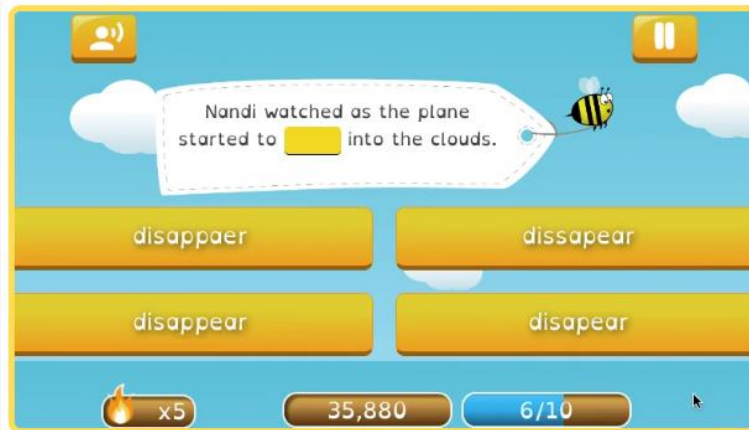 Nandi watched as the plane
started to into the clouds.
disappaer
dissapear
disappear
disapear
x5
35,880
6/10